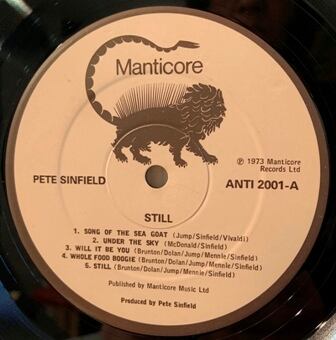 Manticore
℗ 1973 Manticore
Records Ltd
PETE SINFIELD
ANTI 2001-A
STILL
1. SONG OF THE SEA GOAT (Jump/Sinfield/Vivaldi)
2. UNDER THE SKY (McDonald/Sinfield)
3. WILL IT BE YOU (Brunton/Dolan/Jump/Mennie/Sinfield)
4. WHOLE FOOD BOOGIE (Brunton/Dolan/Jump/Mennie/Sinfield)
5. STILL (Brunton/Dolan/Jump/Mennie/Sinfield)
Published by Manticore Music Ltd
Produced by Pete Sinfield